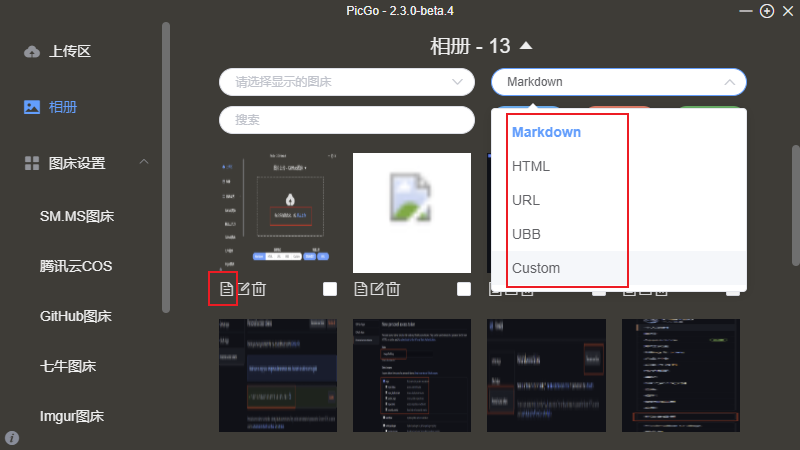 PicGo - 2.3.0-beta.4
上传区
相册
图床设置
SM.MS图床
腾讯云COS
GitHub图床
七牛图床
Imgur图床
相册 - 13
请选择显示的图床
Markdown
搜索
Markdown
HTML
URL
UBB
Custom